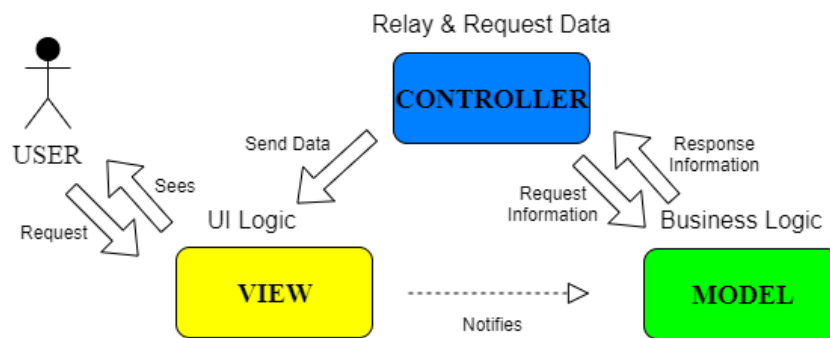 Relay & Request Data
CONTROLLER
USER
Send Data
Response
Information
Sees
Request
Request
Information
UI Logic
Business Logic
VIEW
MODEL
Notifies